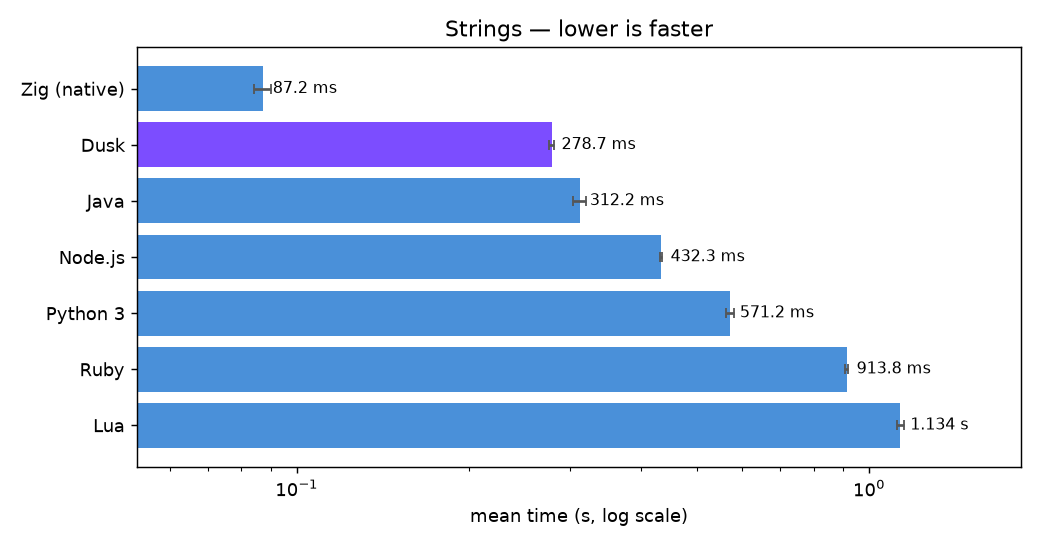 Strings — lower is faster
Zig (native) 87.2 ms
Dusk 278.7 ms
Java 312.2 ms
Node.js 432.3 ms
Python 3 571.2 ms
Ruby 913.8 ms
Lua 1.134 s
10⁻¹ 10⁰
mean time (s, log scale)